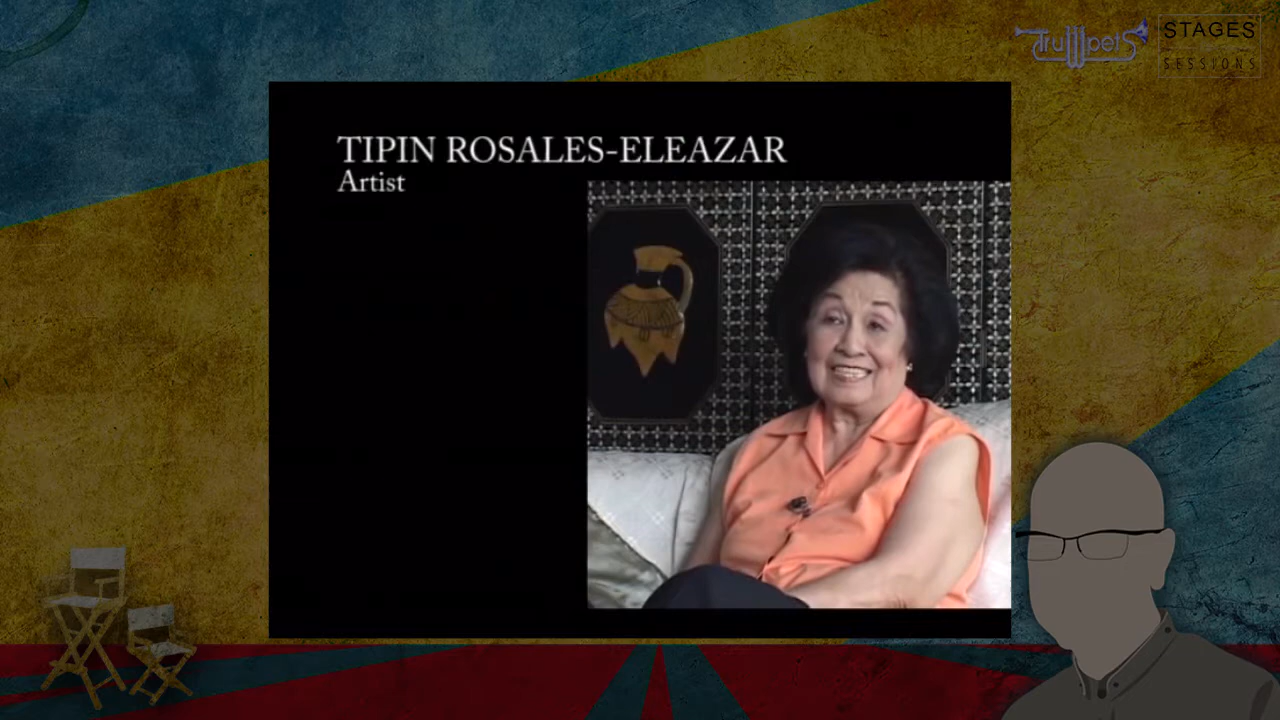 Trumpets
STAGES
SESSIONS
TIPIN ROSALES-ELEAZAR
Artist